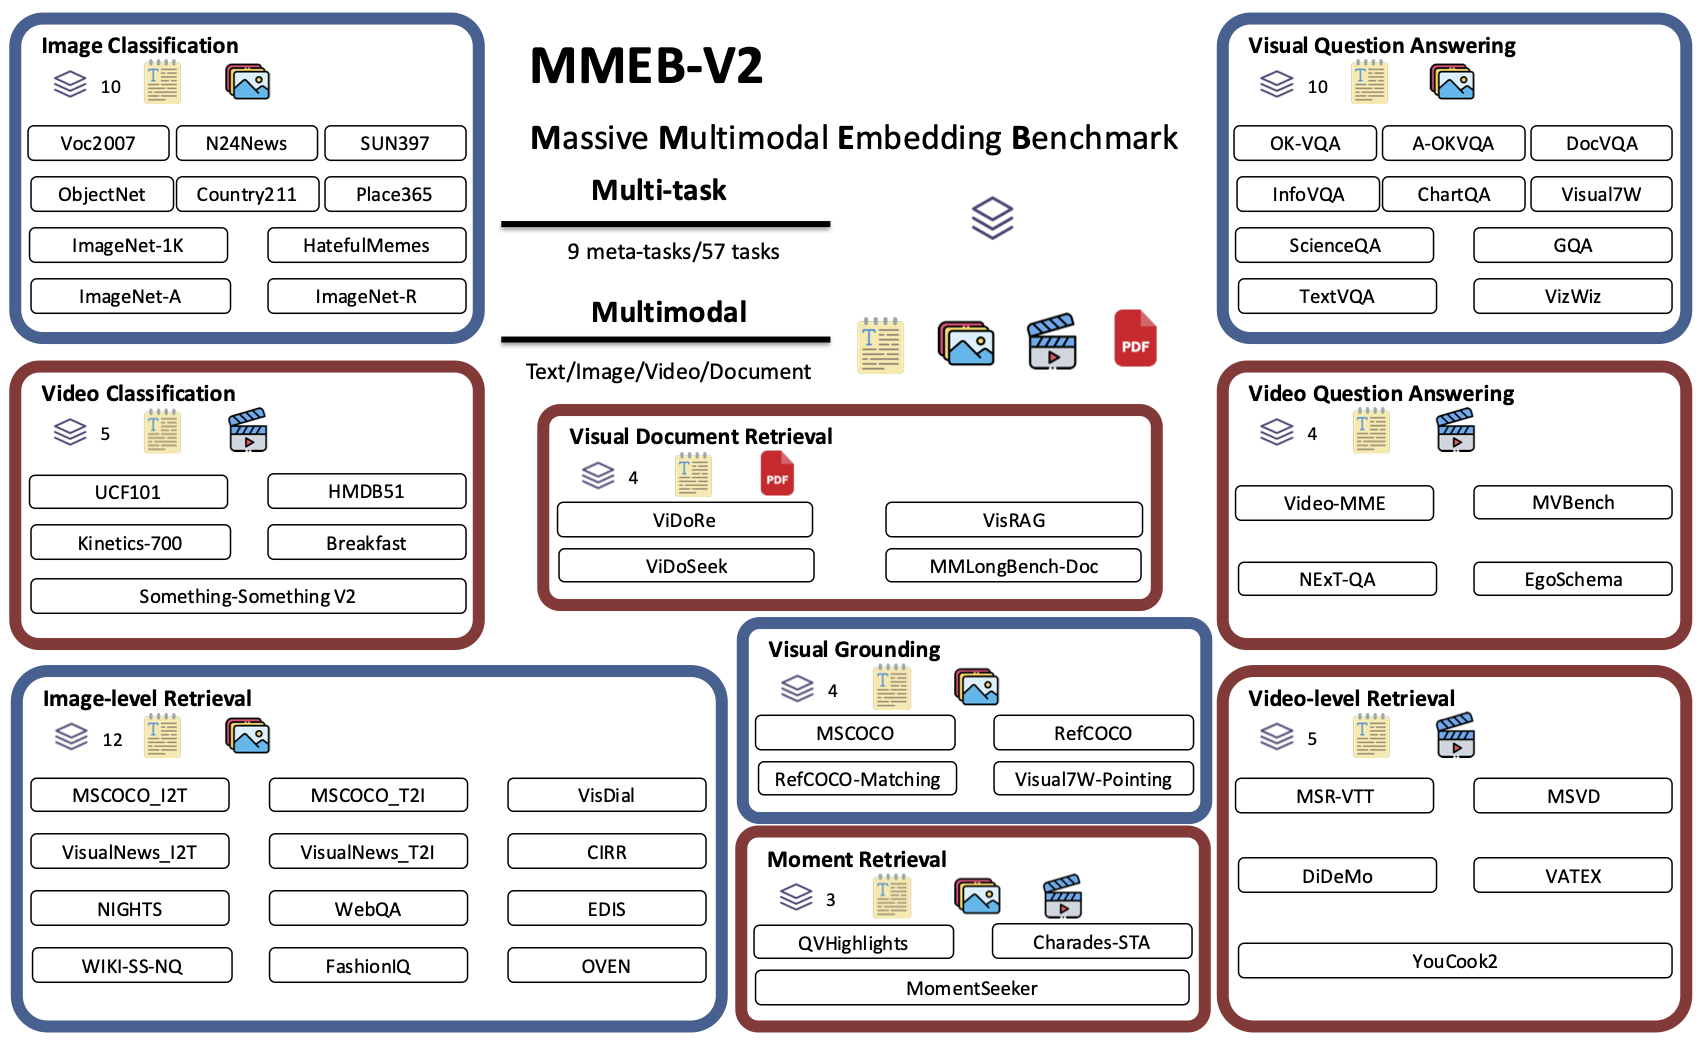 MMEB-V2
Massive Multimodal Embedding Benchmark
Multi-task
9 meta-tasks/57 tasks
Multimodal
Text/Image/Video/Document
T
PDF
Image Classification
10
T
Voc2007
N24News
SUN397
ObjectNet
Country211
Place365
ImageNet-1K
HatefulMemes
ImageNet-A
ImageNet-R
Visual Question Answering
10
T
OK-VQA
A-OKVQA
DocVQA
InfoVQA
ChartQA
Visual7W
ScienceQA
GQA
TextVQA
VizWiz
Video Classification
5
T
UCF101
HMDB51
Kinetics-700
Breakfast
Something-Something V2
Visual Document Retrieval
4
T
PDF
ViDoRe
VisRAG
ViDoSeek
MMLongBench-Doc
Video Question Answering
4
T
Video-MME
MVBench
NExT-QA
EgoSchema
Image-level Retrieval
12
T
MSCOCO_I2T
MSCOCO_T2I
VisDial
VisualNews_I2T
VisualNews_T2I
CIRR
NIGHTS
WebQA
EDIS
WIKI-SS-NQ
FashionIQ
OVEN
Visual Grounding
4
T
MSCOCO
RefCOCO
RefCOCO-Matching
Visual7W-Pointing
Moment Retrieval
3
T
QVHighlights
Charades-STA
MomentSeeker
Video-level Retrieval
5
T
MSR-VTT
MSVD
DiDeMo
VATEX
YouCook2